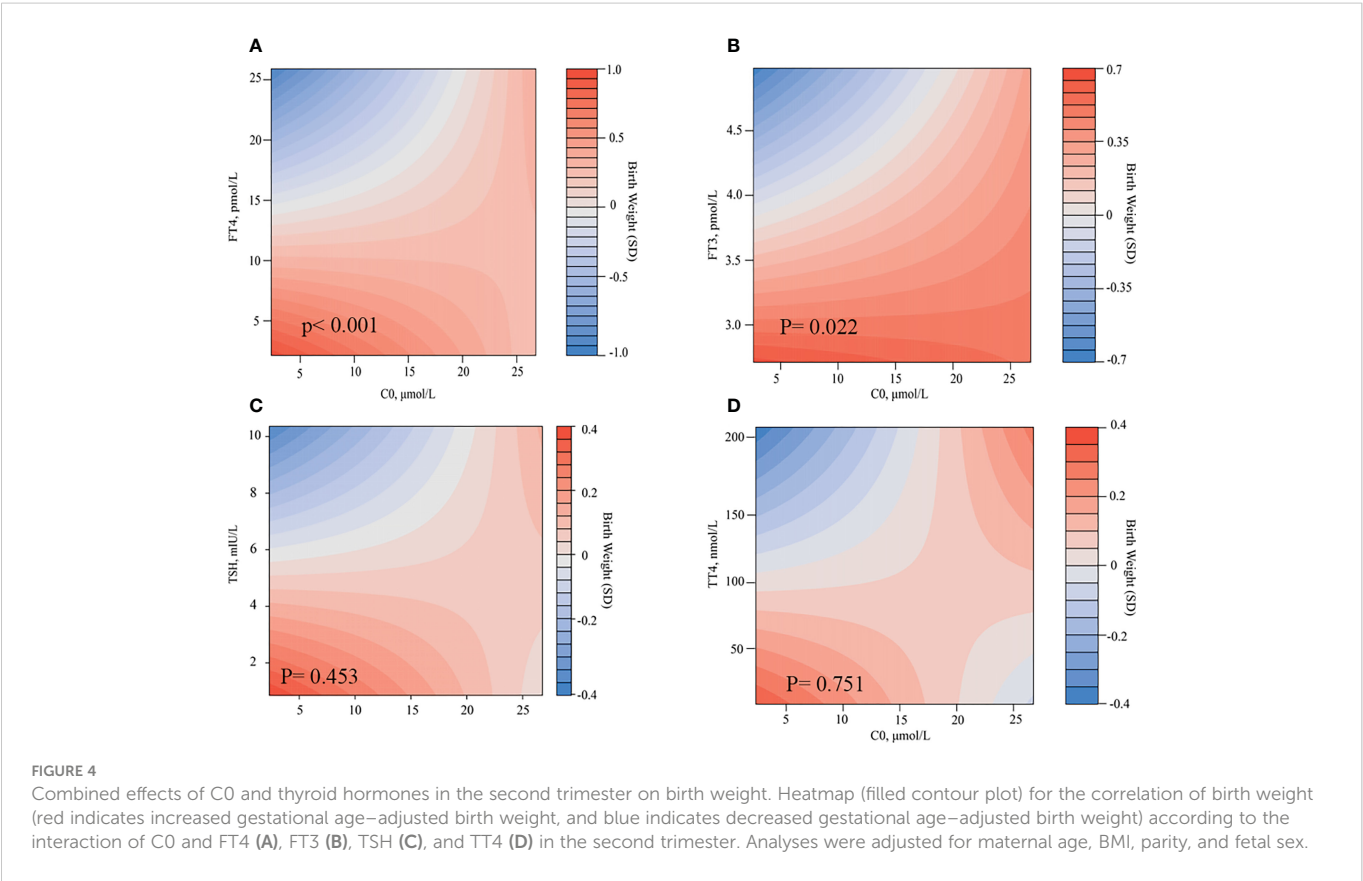 A
25
20
15
10
5
FT4, pmol/L
p< 0.001
5 10 15 20 25
C0, μmol/L
1.0
0.5
0
-0.5
-1.0
Birth Weight (SD)
B
4.5
4.0
3.5
3.0
FT3, pmol/L
P= 0.022
5 10 15 20 25
C0, μmol/L
0.7
0.35
0
-0.35
-0.7
Birth Weight (SD)
C
10
8
6
4
2
TSH, mIU/L
P= 0.453
5 10 15 20 25
0.4
0.2
0
-0.2
-0.4
Birth Weight (SD)
D
200
150
100
50
TT4, nmol/L
P= 0.751
5 10 15 20 25
C0, μmol/L
0.4
0.2
0
-0.2
-0.4
Birth Weight (SD)
FIGURE 4
Combined effects of C0 and thyroid hormones in the second trimester on birth weight. Heatmap (filled contour plot) for the correlation of birth weight
(red indicates increased gestational age–adjusted birth weight, and blue indicates decreased gestational age–adjusted birth weight) according to the
interaction of C0 and FT4 (A), FT3 (B), TSH (C), and TT4 (D) in the second trimester. Analyses were adjusted for maternal age, BMI, parity, and fetal sex.